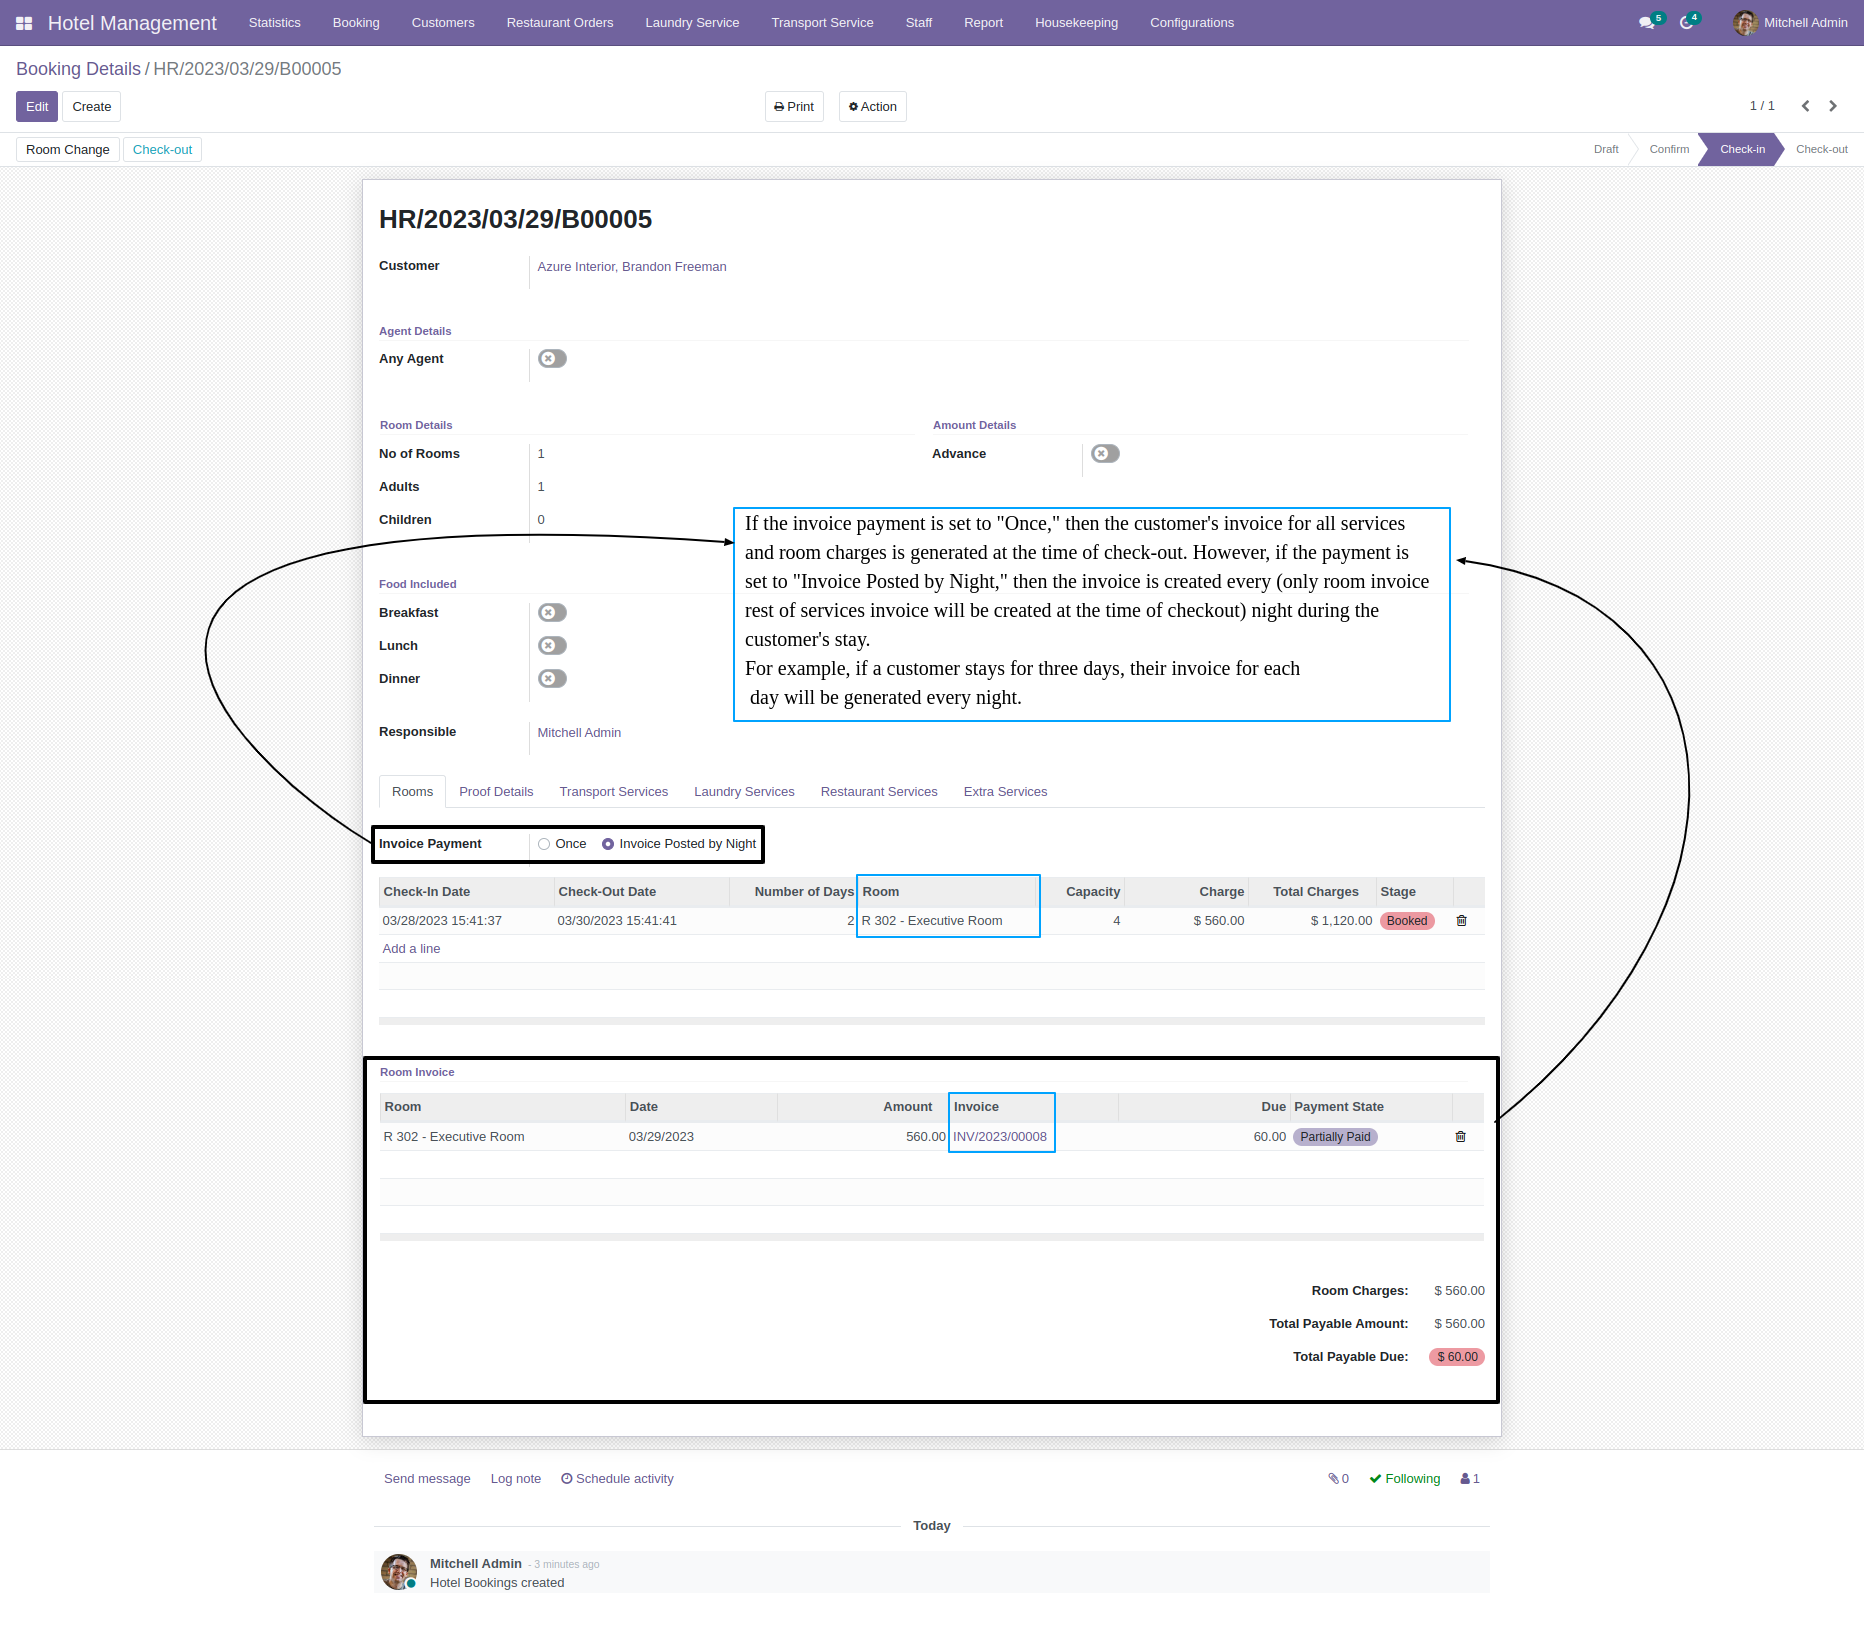 Hotel Management Statistics Booking Customers Restaurant Orders Laundry Service Transport Service Staff Report Housekeeping Configurations 5 4 Mitchell Admin
Booking Details / HR/2023/03/29/B00005
Edit Create Print Action 1 / 1
Room Change Check-out Draft Confirm Check-in Check-out
HR/2023/03/29/B00005
Customer Azure Interior, Brandon Freeman
Agent Details
Any Agent
Room Details Amount Details
No of Rooms 1 Advance
Adults 1
Children 0
If the invoice payment is set to "Once," then the customer's invoice for all services
and room charges is generated at the time of check-out. However, if the payment is
set to "Invoice Posted by Night," then the invoice is created every (only room invoice
rest of services invoice will be created at the time of checkout) night during the
customer's stay.
For example, if a customer stays for three days, their invoice for each
day will be generated every night.
Food Included
Breakfast
Lunch
Dinner
Responsible Mitchell Admin
Rooms Proof Details Transport Services Laundry Services Restaurant Services Extra Services
Invoice Payment Once Invoice Posted by Night
Check-In Date Check-Out Date Number of Days Room Capacity Charge Total Charges Stage
03/28/2023 15:41:37 03/30/2023 15:41:41 2 R 302 - Executive Room 4 $ 560.00 $ 1,120.00 Booked
Add a line
Room Invoice
Room Date Amount Invoice Due Payment State
R 302 - Executive Room 03/29/2023 560.00 INV/2023/00008 60.00 Partially Paid
Room Charges: $ 560.00
Total Payable Amount: $ 560.00
Total Payable Due: $ 60.00
Send message Log note Schedule activity 0 Following 1
Today
Mitchell Admin - 3 minutes ago
Hotel Bookings created